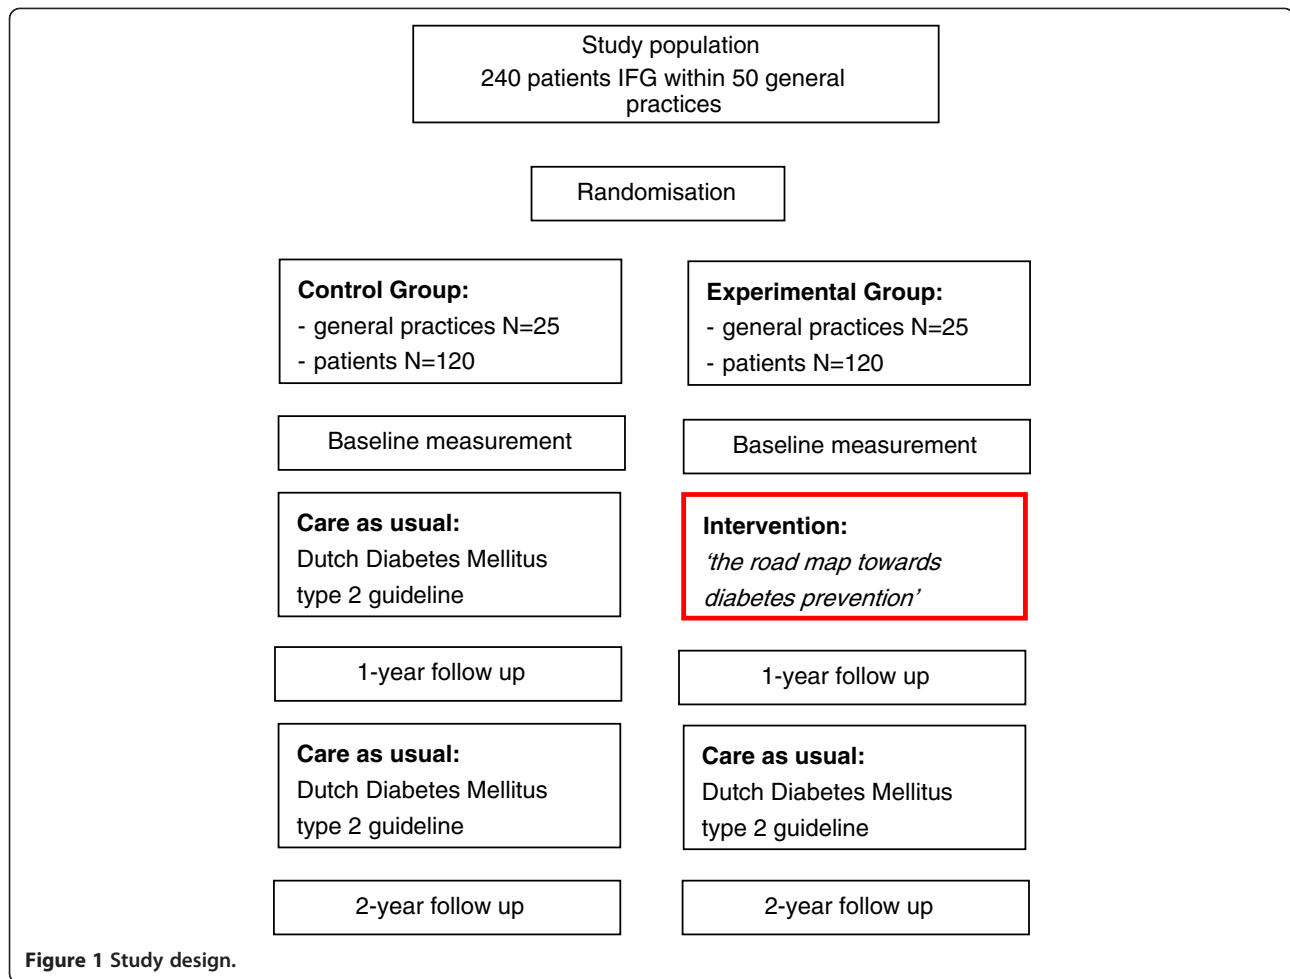 Study population
240 patients IFG within 50 general
practices
Randomisation
Control Group:
- general practices N=25
- patients N=120
Experimental Group:
- general practices N=25
- patients N=120
Baseline measurement
Baseline measurement
Care as usual:
Dutch Diabetes Mellitus
type 2 guideline
Intervention:
‘the road map towards
diabetes prevention’
1-year follow up
1-year follow up
Care as usual:
Dutch Diabetes Mellitus
type 2 guideline
Care as usual:
Dutch Diabetes Mellitus
type 2 guideline
2-year follow up
2-year follow up
Figure 1 Study design.